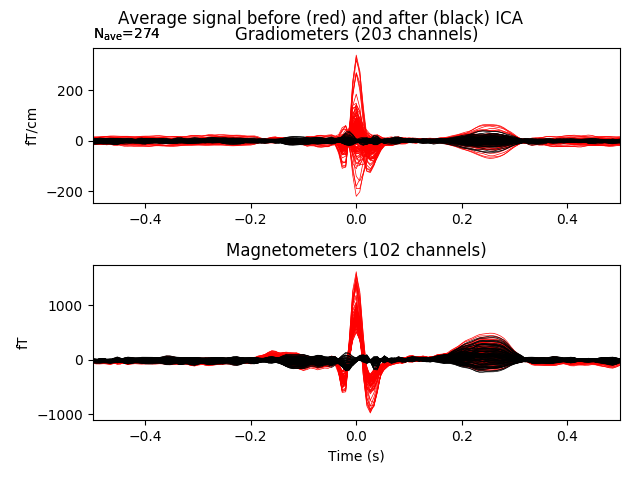 Average signal before (red) and after (black) ICA
Nave=274
Gradiometers (203 channels)
fT/cm
200
0
−200
−0.4 −0.2 0.0 0.2 0.4
Magnetometers (102 channels)
fT
1000
0
−1000
−0.4 −0.2 0.0 0.2 0.4
Time (s)